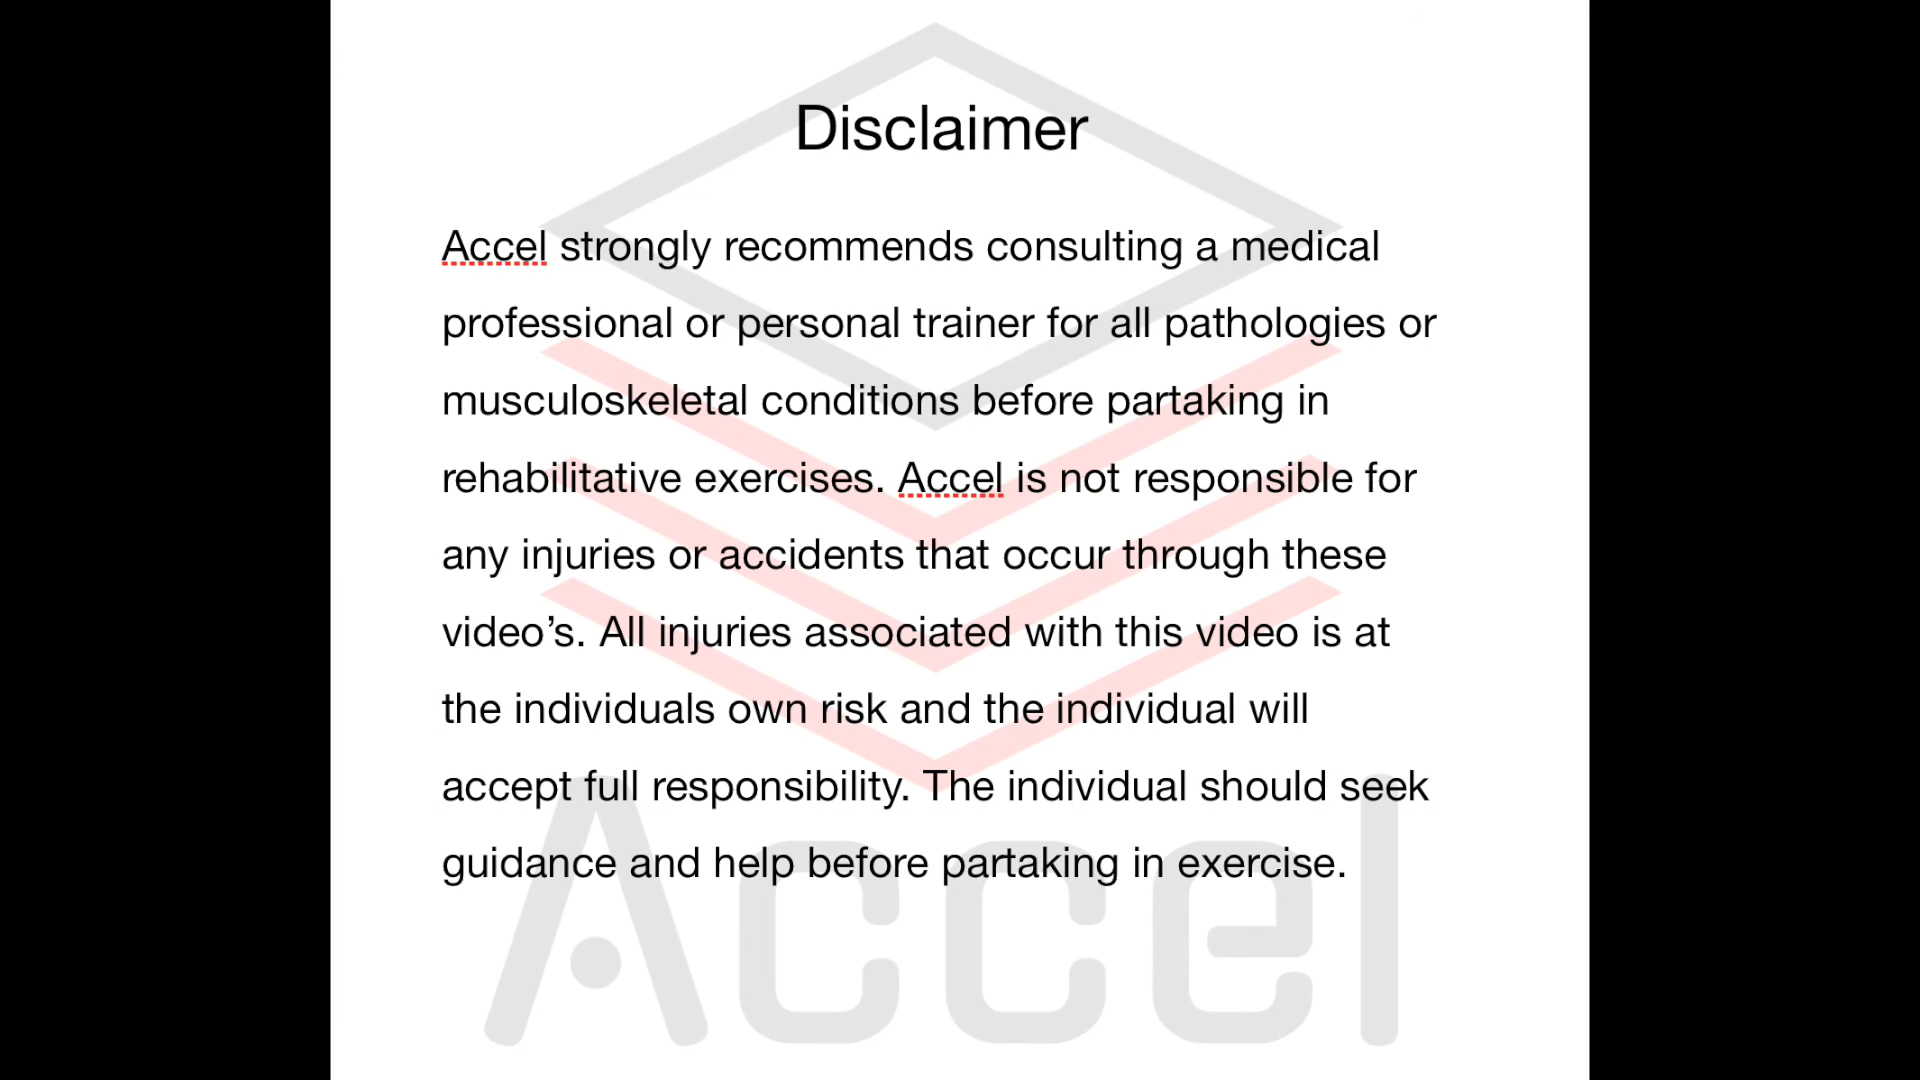 Disclaimer
Accel strongly recommends consulting a medical
professional or personal trainer for all pathologies or
musculoskeletal conditions before partaking in
rehabilitative exercises. Accel is not responsible for
any injuries or accidents that occur through these
video’s. All injuries associated with this video is at
the individuals own risk and the individual will
accept full responsibility. The individual should seek
guidance and help before partaking in exercise.
Accel